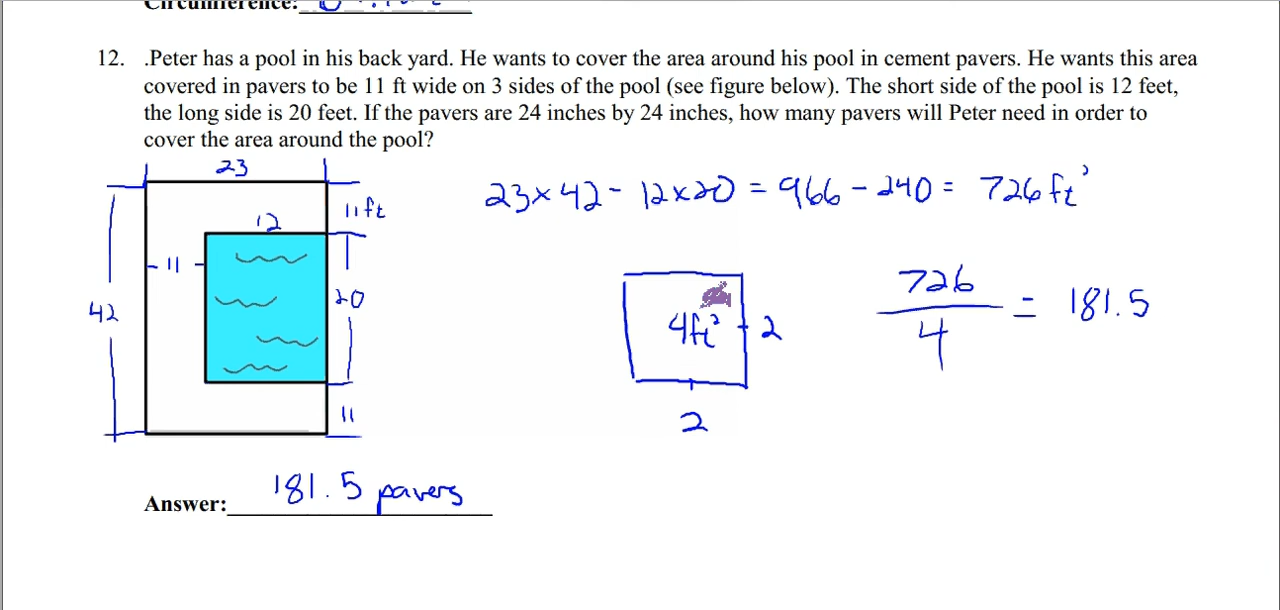 Circumference:
12. .Peter has a pool in his back yard. He wants to cover the area around his pool in cement pavers. He wants this area
covered in pavers to be 11 ft wide on 3 sides of the pool (see figure below). The short side of the pool is 12 feet,
the long side is 20 feet. If the pavers are 24 inches by 24 inches, how many pavers will Peter need in order to
cover the area around the pool?
23
23 x 42 - 12 x 20 = 966 - 240 = 726 ft²
11 ft
12
11
20
42
11
4ft²
2
2
726
4
= 181.5
Answer: 181.5 pavers